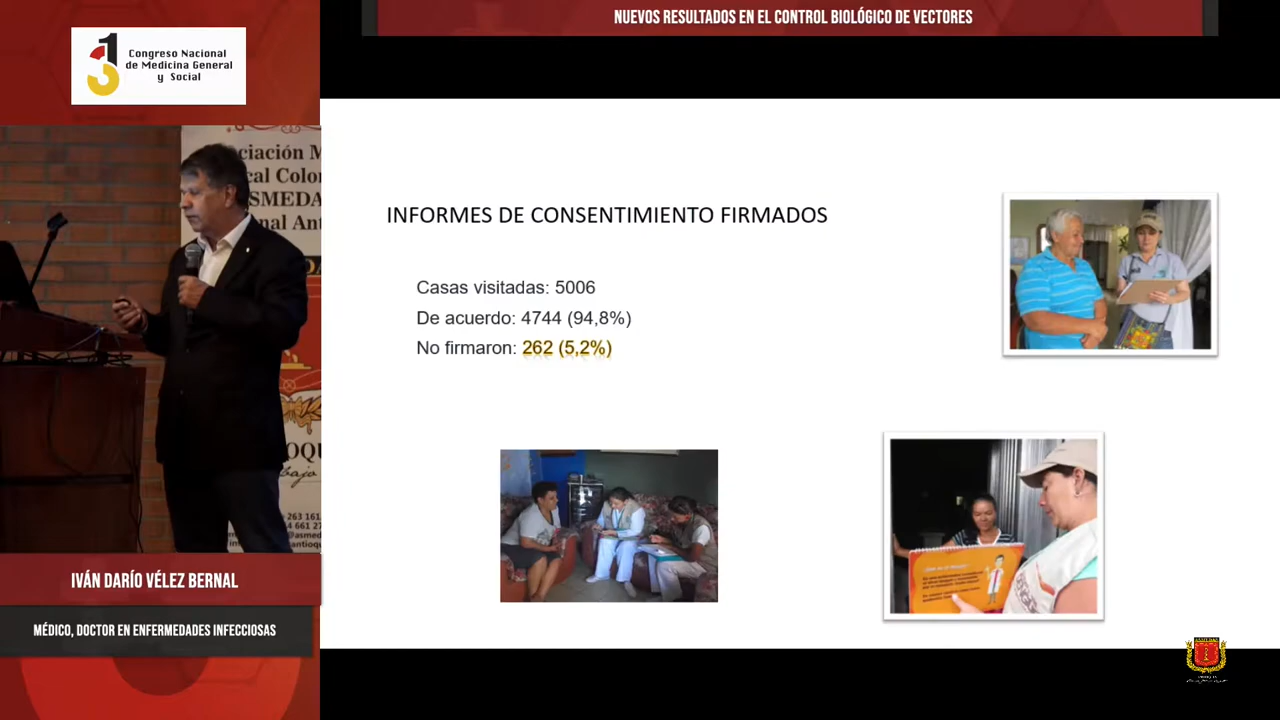 NUEVOS RESULTADOS EN EL CONTROL BIOLÓGICO DE VECTORES
31
Congreso Nacional
de Medicina General
y Social
INFORMES DE CONSENTIMIENTO FIRMADOS
Casas visitadas: 5006
De acuerdo: 4744 (94,8%)
No firmaron: 262 (5,2%)
IVÁN DARÍO VÉLEZ BERNAL
MÉDICO, DOCTOR EN ENFERMEDADES INFECCIOSAS